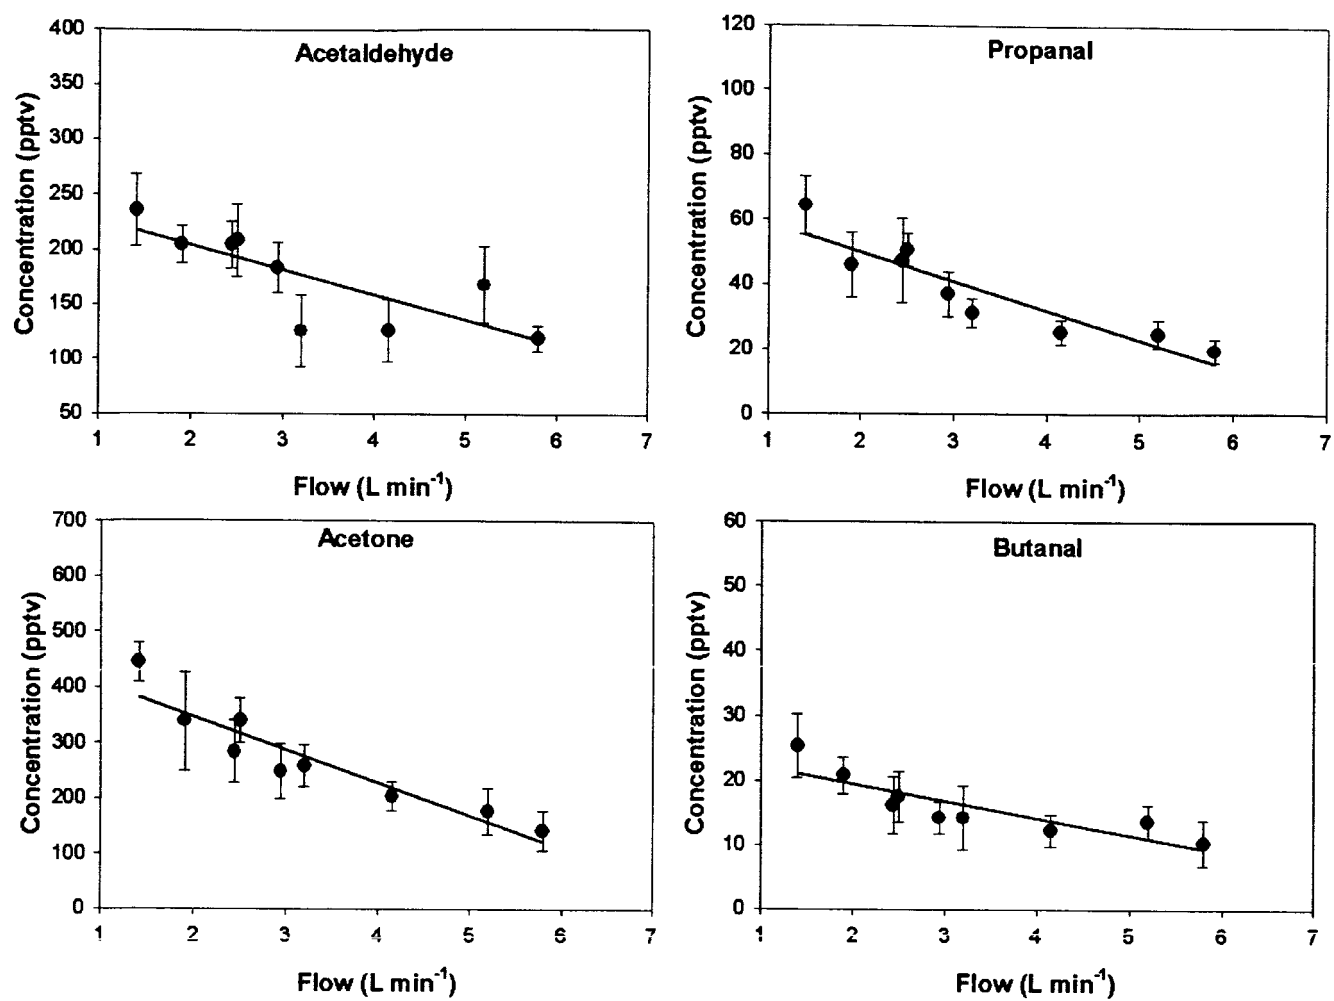 Acetaldehyde
Concentration (pptv)
400
350
300
250
200
150
100
50
1 2 3 4 5 6 7
Flow (L min⁻¹)
Propanal
Concentration (pptv)
120
100
80
60
40
20
0
1 2 3 4 5 6 7
Flow (L min⁻¹)
Acetone
Concentration (pptv)
700
600
500
400
300
200
100
0
1 2 3 4 5 6 7
Flow (L min⁻¹)
Butanal
Concentration (pptv)
60
50
40
30
20
10
0
1 2 3 4 5 6 7
Flow (L min⁻¹)